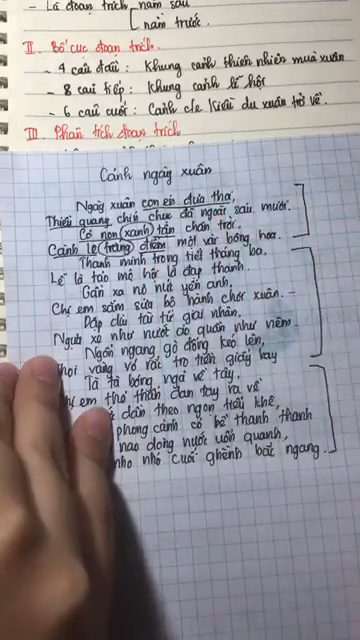 - Là đoạn trích nằm sau
nằm trước.
II. Bố cục đoạn trích.
- 4 câu đầu: Khung cảnh thiên nhiên mùa xuân
- 8 câu tiếp: Khung cảnh lễ hội
- 6 câu cuối: Cảnh c/e Kiều du xuân trở về.
III. Phân tích đoạn trích
Cảnh ngày xuân
Ngày xuân con én đưa thoi,
Thiều quang chín chục đã ngoài sáu mươi.
Cỏ non (xanh) tận chân trời.
Cành lê (trắng) điểm một vài bông hoa.
Thanh minh trong tiết tháng ba.
Lễ là tảo mộ hội là đạp thanh.
Gần xa nô nức yến anh,
Chị em sắm sửa bộ hành chơi xuân.
Dập dìu tài tử giai nhân,
Ngựa xe như nước áo quần như nêm.
Ngổn ngang gò đống kéo lên,
vàng vó rắc tro tiền giấy bay
Tà tà bóng ngả về tây,
em thơ thẩn dan tay ra về
dần theo ngọn tiểu khê,
phong cảnh có bề thanh thanh
nao dòng nước uốn quanh,
nho nhỏ cuối ghềnh bắc ngang.